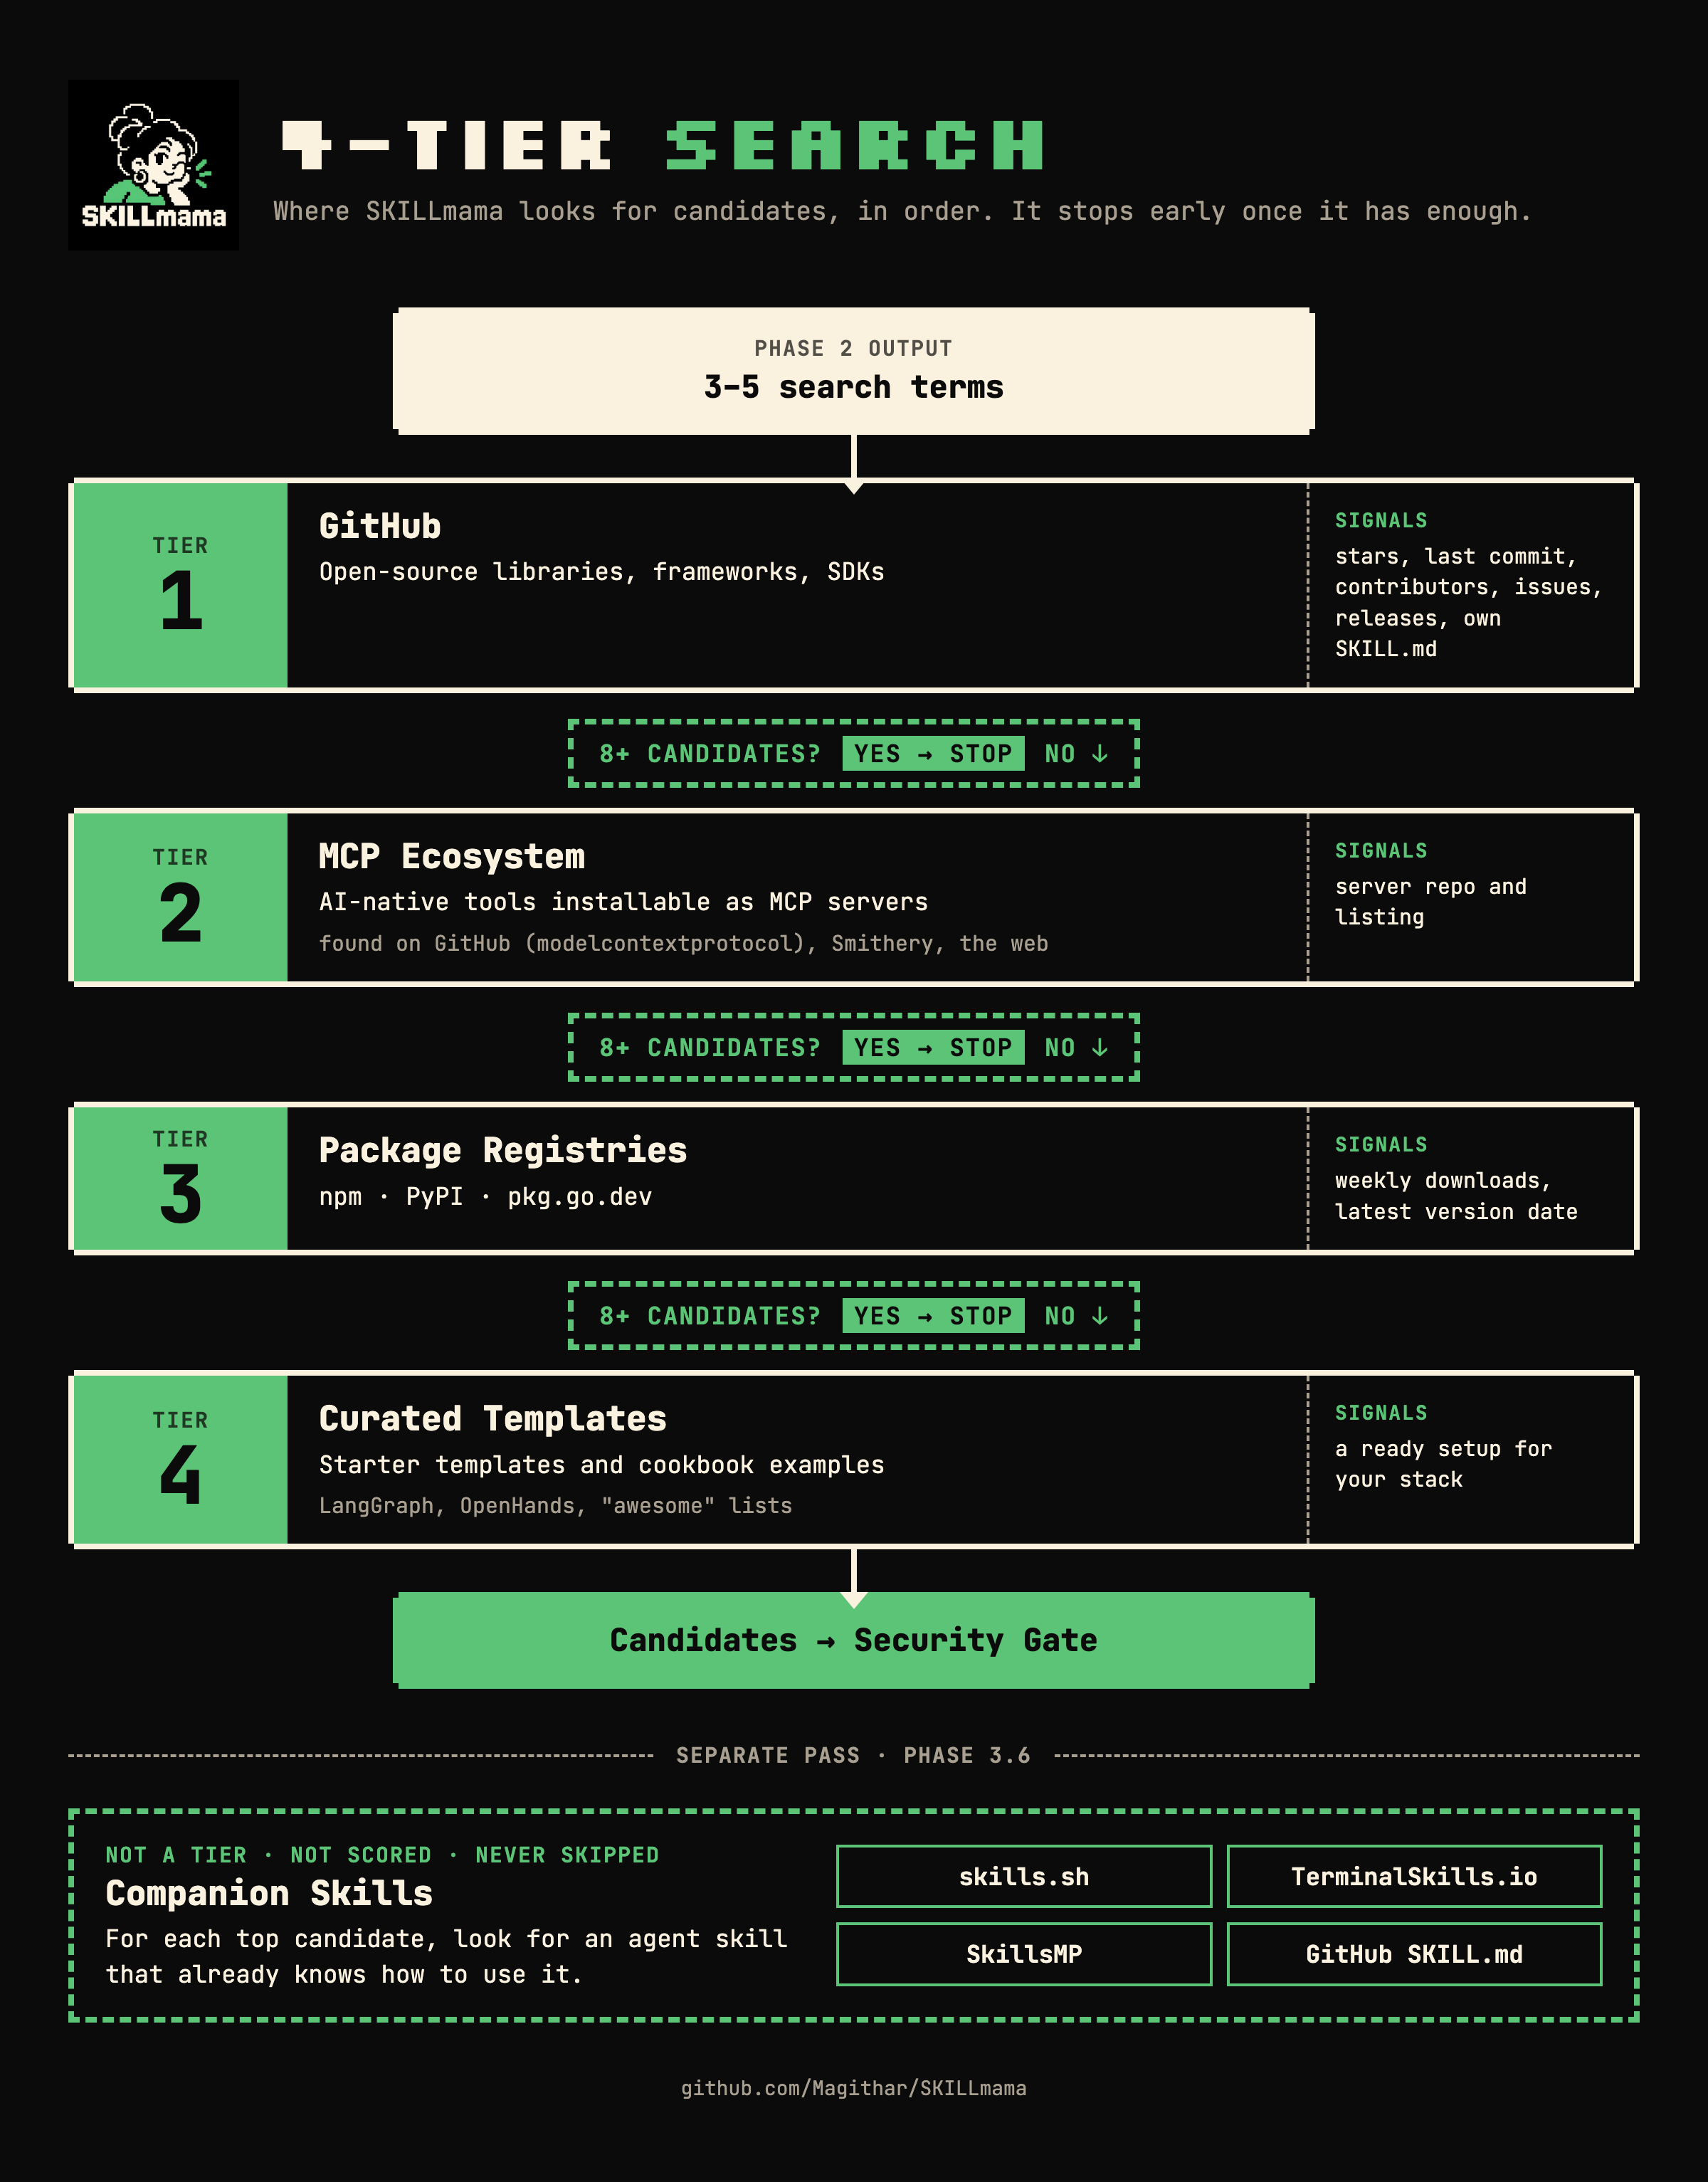 SKILLmama
4-TIER SEARCH
Where SKILLmama looks for candidates, in order. It stops early once it has enough.
PHASE 2 OUTPUT
3–5 search terms
TIER
1
GitHub
Open-source libraries, frameworks, SDKs
SIGNALS
stars, last commit,
contributors, issues,
releases, own
SKILL.md
8+ CANDIDATES? YES → STOP NO ↓
TIER
2
MCP Ecosystem
AI-native tools installable as MCP servers
found on GitHub (modelcontextprotocol), Smithery, the web
SIGNALS
server repo and
listing
8+ CANDIDATES? YES → STOP NO ↓
TIER
3
Package Registries
npm · PyPI · pkg.go.dev
SIGNALS
weekly downloads,
latest version date
8+ CANDIDATES? YES → STOP NO ↓
TIER
4
Curated Templates
Starter templates and cookbook examples
LangGraph, OpenHands, "awesome" lists
SIGNALS
a ready setup for
your stack
Candidates → Security Gate
SEPARATE PASS · PHASE 3.6
NOT A TIER · NOT SCORED · NEVER SKIPPED
Companion Skills
For each top candidate, look for an agent skill
that already knows how to use it.
skills.sh
TerminalSkills.io
SkillsMP
GitHub SKILL.md
github.com/Magithar/SKILLmama